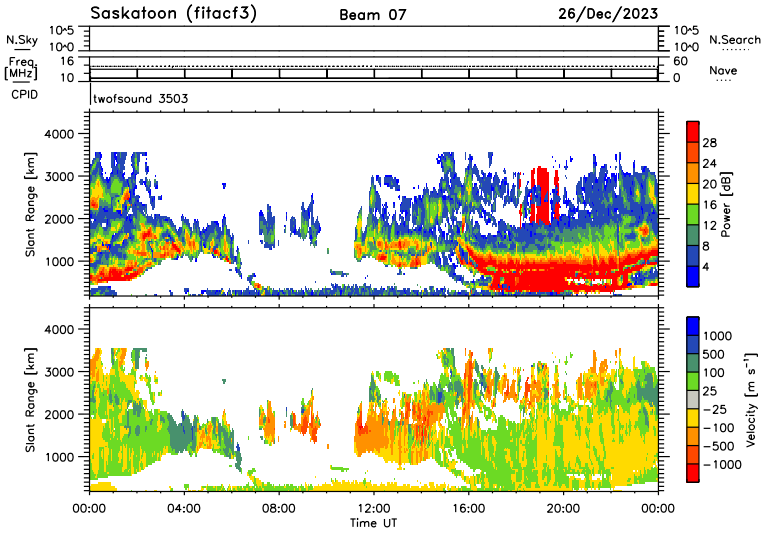 Saskatoon (fitacf3) Beam 07 26/Dec/2023
N.Sky 10^5 10^0 10^5 10^0 N.Search
Freq. [MHz] 16 10 60 0 Nave
CPID twofsound 3503
Slant Range [km] 4000 3000 2000 1000
28 24 20 16 12 8 4 Power [dB]
Slant Range [km] 4000 3000 2000 1000
1000 500 100 25 -25 -100 -500 -1000 Velocity [m s^-1]
00:00 04:00 08:00 12:00 16:00 20:00 00:00
Time UT